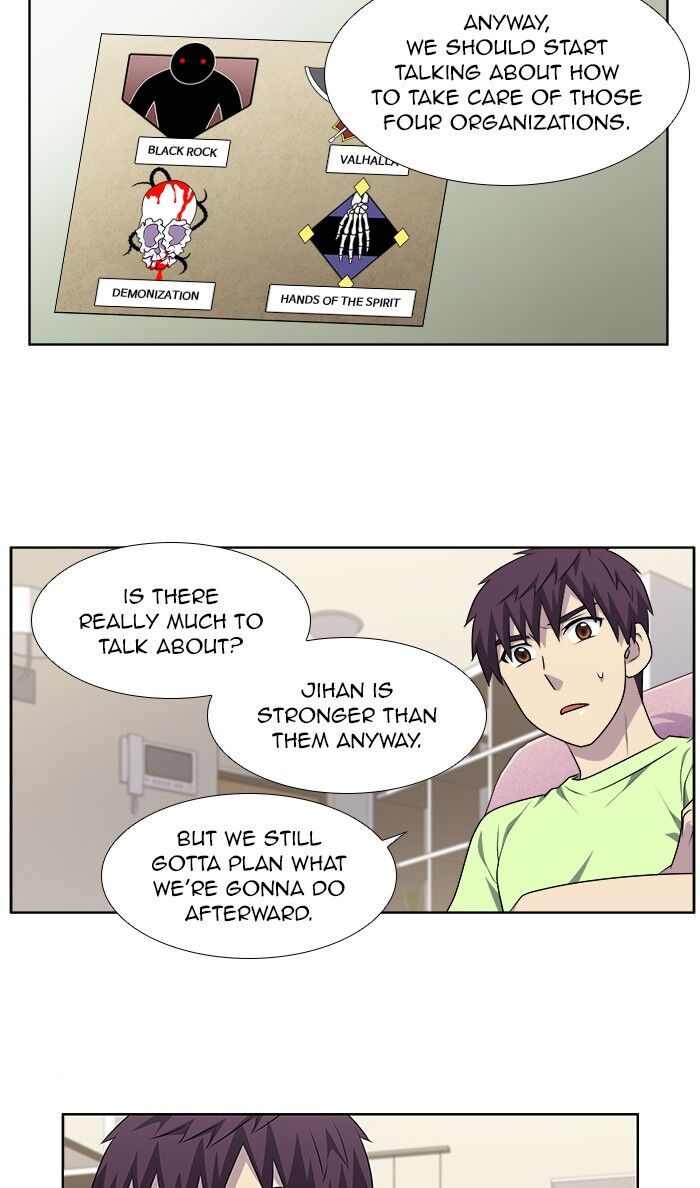 ANYWAY,
WE SHOULD START
TALKING ABOUT HOW
TO TAKE CARE OF THOSE
FOUR ORGANIZATIONS.
BLACK ROCK
VALHALLA
DEMONIZATION
HANDS OF THE SPIRIT
IS THERE
REALLY MUCH TO
TALK ABOUT?
JIHAN IS
STRONGER THAN
THEM ANYWAY.
BUT WE STILL
GOTTA PLAN WHAT
WE'RE GONNA DO
AFTERWARD.